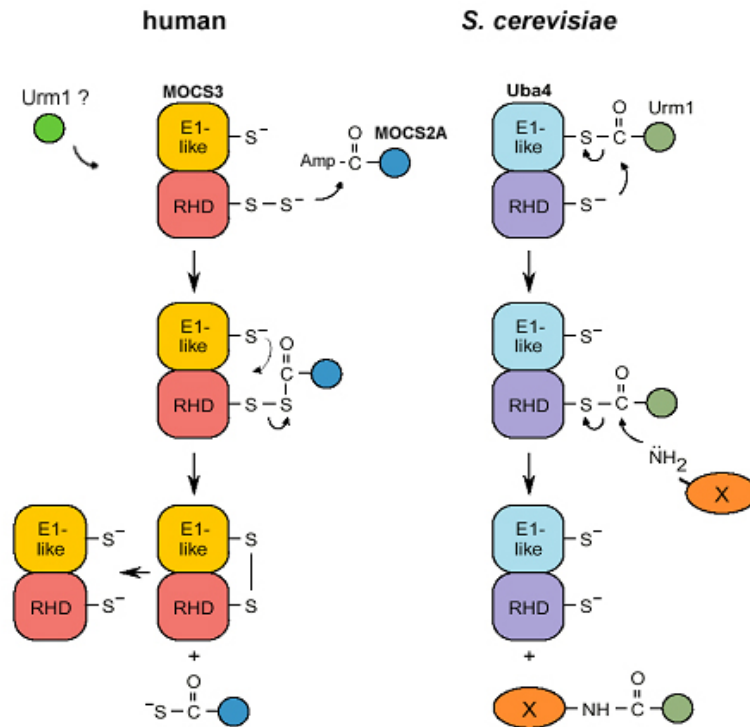 human
S. cerevisiae
MOCS3
Urm1 ?
E1-
like
S⁻
RHD
S
S⁻
O
Amp
C
MOCS2A
Uba4
E1-
like
S
C
O
Urm1
RHD
S⁻
E1-
like
S⁻
O
C
RHD
S
S
E1-
like
S⁻
O
RHD
S
C
N̈H₂
X
E1-
like
S⁻
RHD
S⁻
E1-
like
S
RHD
S
+
O
⁻S
C
E1-
like
S⁻
RHD
S⁻
+
O
X
NH
C